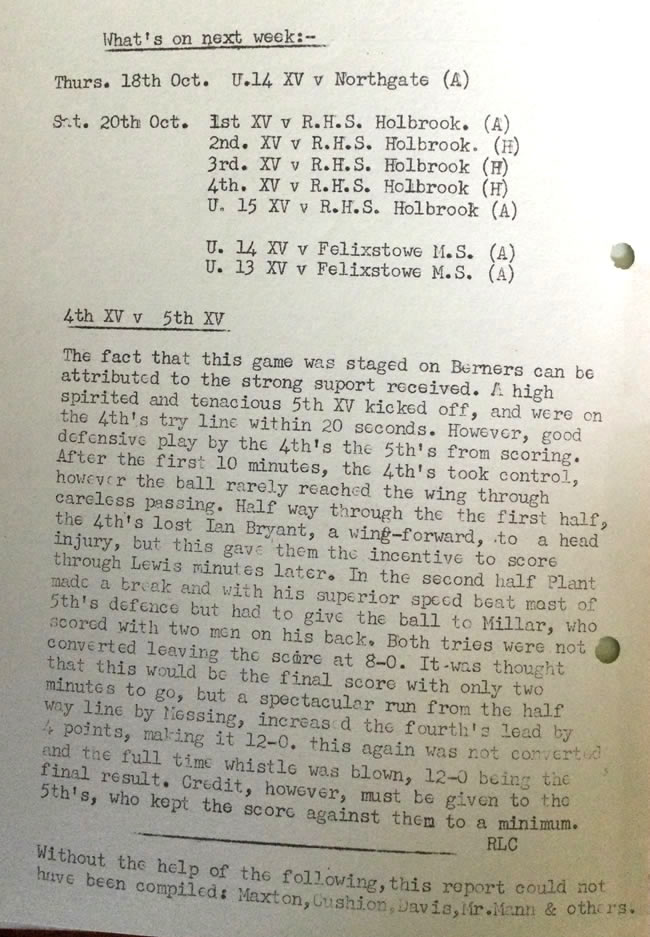 What's on next week:-
Thurs. 18th Oct. U.14 XV v Northgate (A)
Sat. 20th Oct. 1st XV v R.H.S. Holbrook. (A)
2nd. XV v R.H.S. Holbrook. (H)
3rd. XV v R.H.S. Holbrook (H)
4th. XV v R.H.S. Holbrook (H)
U. 15 XV v R.H.S. Holbrook (A)
U. 14 XV v Felixstowe M.S. (A)
U. 13 XV v Felixstowe M.S. (A)
4th XV v 5th XV
The fact that this game was staged on Berners can be
attributed to the strong suport received. A high
spirited and tenacious 5th XV kicked off, and were on
the 4th's try line within 20 seconds. However, good
defensive play by the 4th's the 5th's from scoring.
After the first 10 minutes, the 4th's took control,
however the ball rarely reached the wing through
careless passing. Half way through the the first half,
the 4th's lost Ian Bryant, a wing-forward, to a head
injury, but this gave them the incentive to score
through Lewis minutes later. In the second half Plant
made a break and with his superior speed beat most of
5th's defence but had to give the ball to Millar, who
scored with two men on his back. Both tries were not
converted leaving the score at 8-0. It was thought
that this would be the final score with only two
minutes to go, but a spectacular run from the half
way line by Messing, increas d the fourth's lead by
4 points, making it 12-0. this again was not converted
and the full time whistle was blown, 12-0 being the
final result. Credit, however, must be given to the
5th's, who kept the score against them to a minimum.
RLC
Without the help of the following, this report could not
have been compiled: Maxton, Cushion, Davis, Mr. Mann & others.